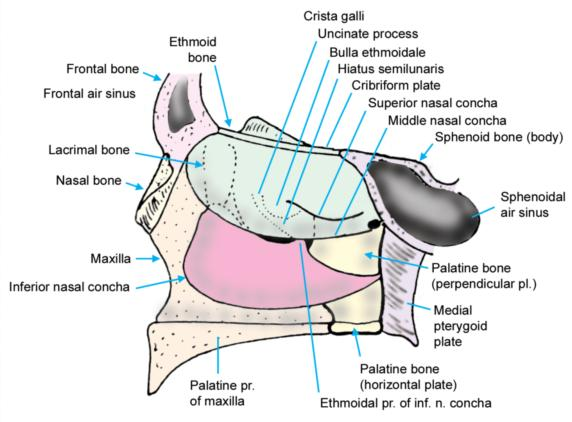 Crista galli
Uncinate process
Bulla ethmoidale
Hiatus semilunaris
Cribriform plate
Superior nasal concha
Middle nasal concha
Sphenoid bone (body)
Ethmoid
bone
Frontal bone
Frontal air sinus
Lacrimal bone
Nasal bone
Maxilla
Inferior nasal concha
Sphenoidal
air sinus
Palatine bone
(perpendicular pl.)
Medial
pterygoid
plate
Palatine bone
(horizontal plate)
Palatine pr.
of maxilla
Ethmoidal pr. of inf. n. concha